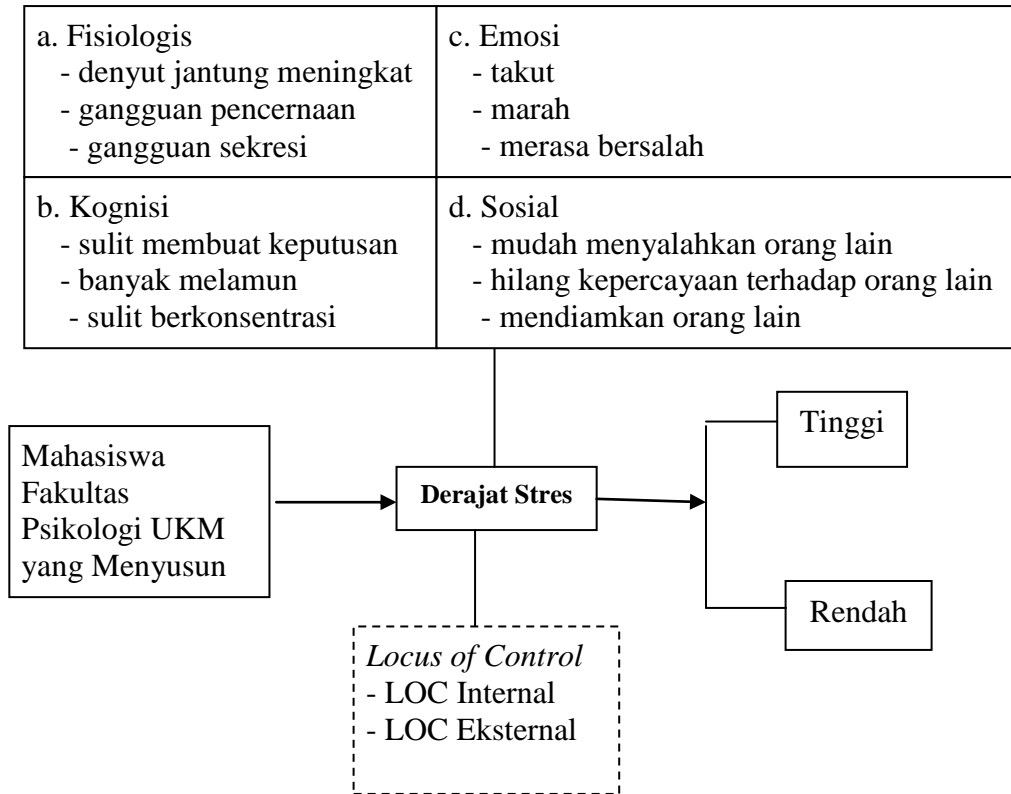 a. Fisiologis
- denyut jantung meningkat
- gangguan pencernaan
- gangguan sekresi
c. Emosi
- takut
- marah
- merasa bersalah
b. Kognisi
- sulit membuat keputusan
- banyak melamun
- sulit berkonsentrasi
d. Sosial
- mudah menyalahkan orang lain
- hilang kepercayaan terhadap orang lain
- mendiamkan orang lain
Mahasiswa
Fakultas
Psikologi UKM
yang Menyusun
Derajat Stres
Tinggi
Rendah
Locus of Control
- LOC Internal
- LOC Eksternal